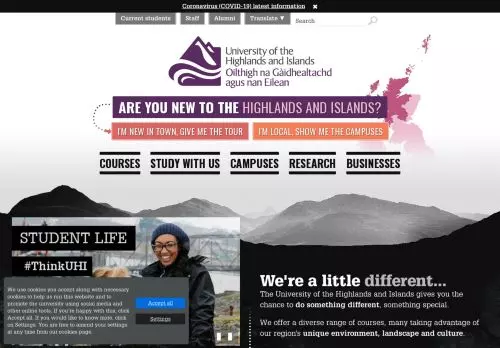 Coronavirus (COVID-19) latest information ✖
Current students Staff Alumni Translate ▼ Search
University of the
Highlands and Islands
Oilthigh na Gàidhealtachd
agus nan Eilean
ARE YOU NEW TO THE HIGHLANDS AND ISLANDS?
I'M NEW IN TOWN, GIVE ME THE TOUR I'M LOCAL, SHOW ME THE CAMPUSES
COURSES STUDY WITH US CAMPUSES RESEARCH BUSINESSES
STUDENT LIFE
#ThinkUHI
We use cookies you accept along with necessary
cookies to help us run this website and to
promote the university using social media and
other online tools. If you're happy with this, click
Accept all. If you would like to know more, click
on Settings. You are free to amend your settings
at any time from our cookies page.
Accept all
Settings
We're a little different...
The University of the Highlands and Islands gives you the
chance to do something different, something special.
We offer a diverse range of courses, many taking advantage of
our region's unique environment, landscape and culture.